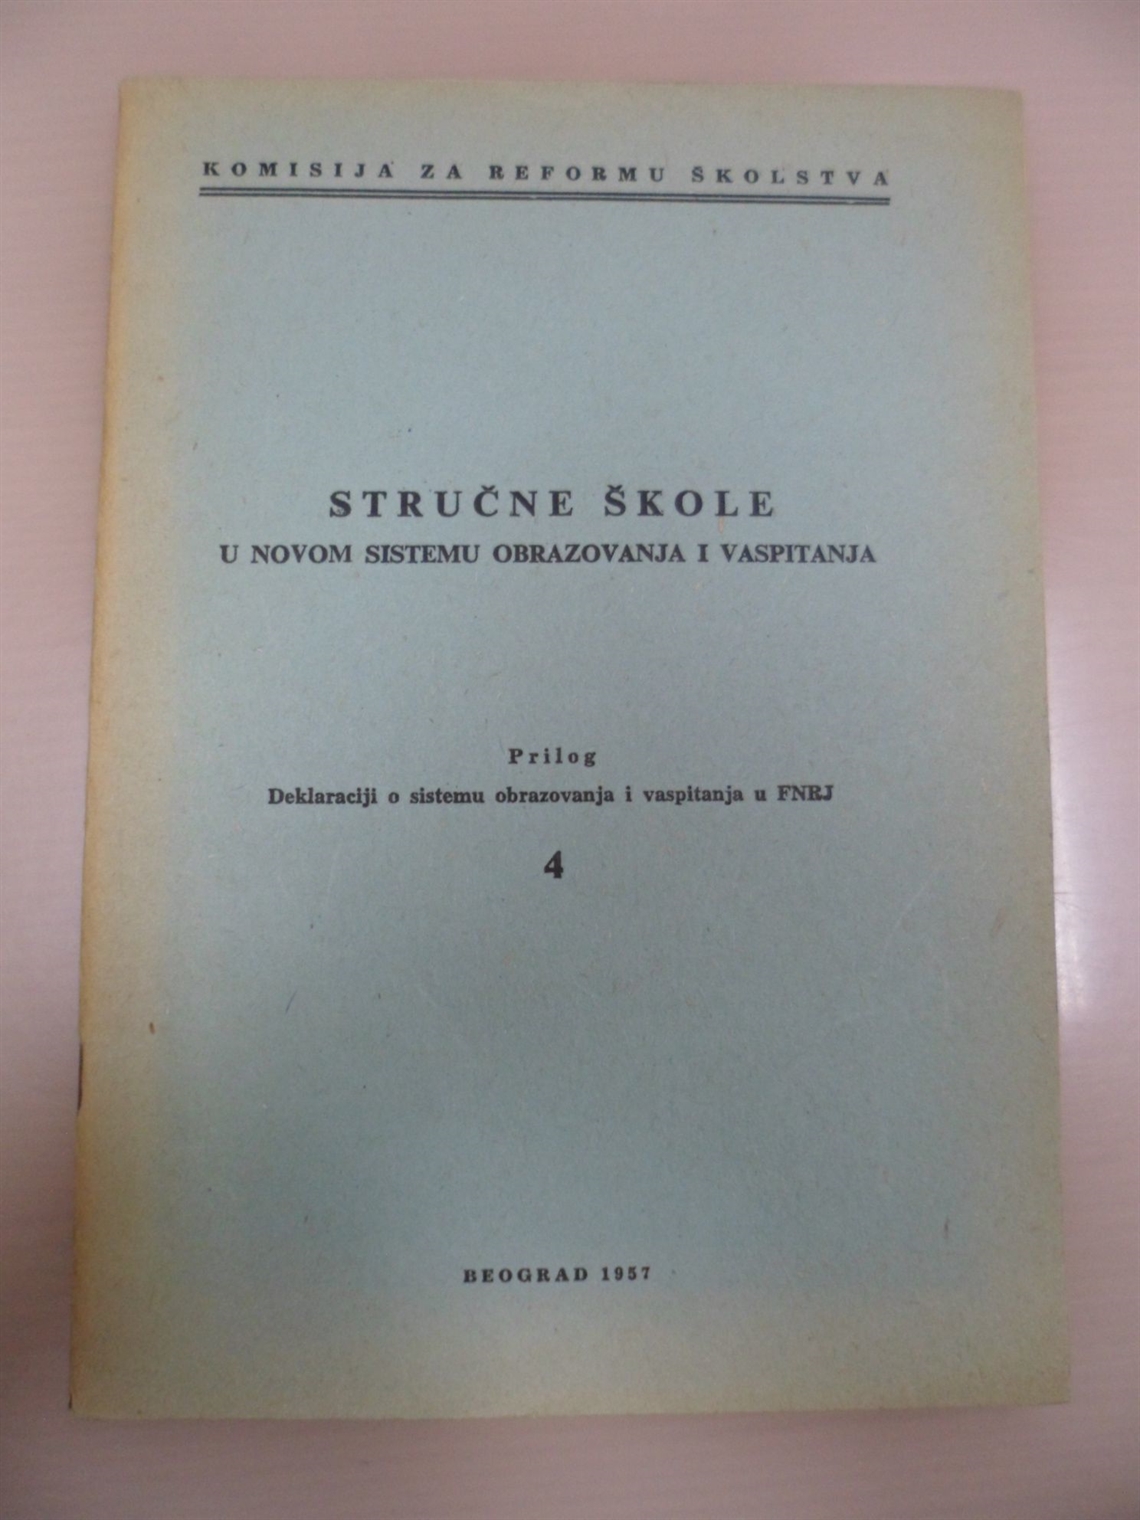 KOMISIJA ZA REFORMU ŠKOLSTVA
STRUČNE ŠKOLE
U NOVOM SISTEMU OBRAZOVANJA I VASPITANJA
Prilog
Deklaraciji o sistemu obrazovanja i vaspitanja u FNRJ
4
BEOGRAD 1957